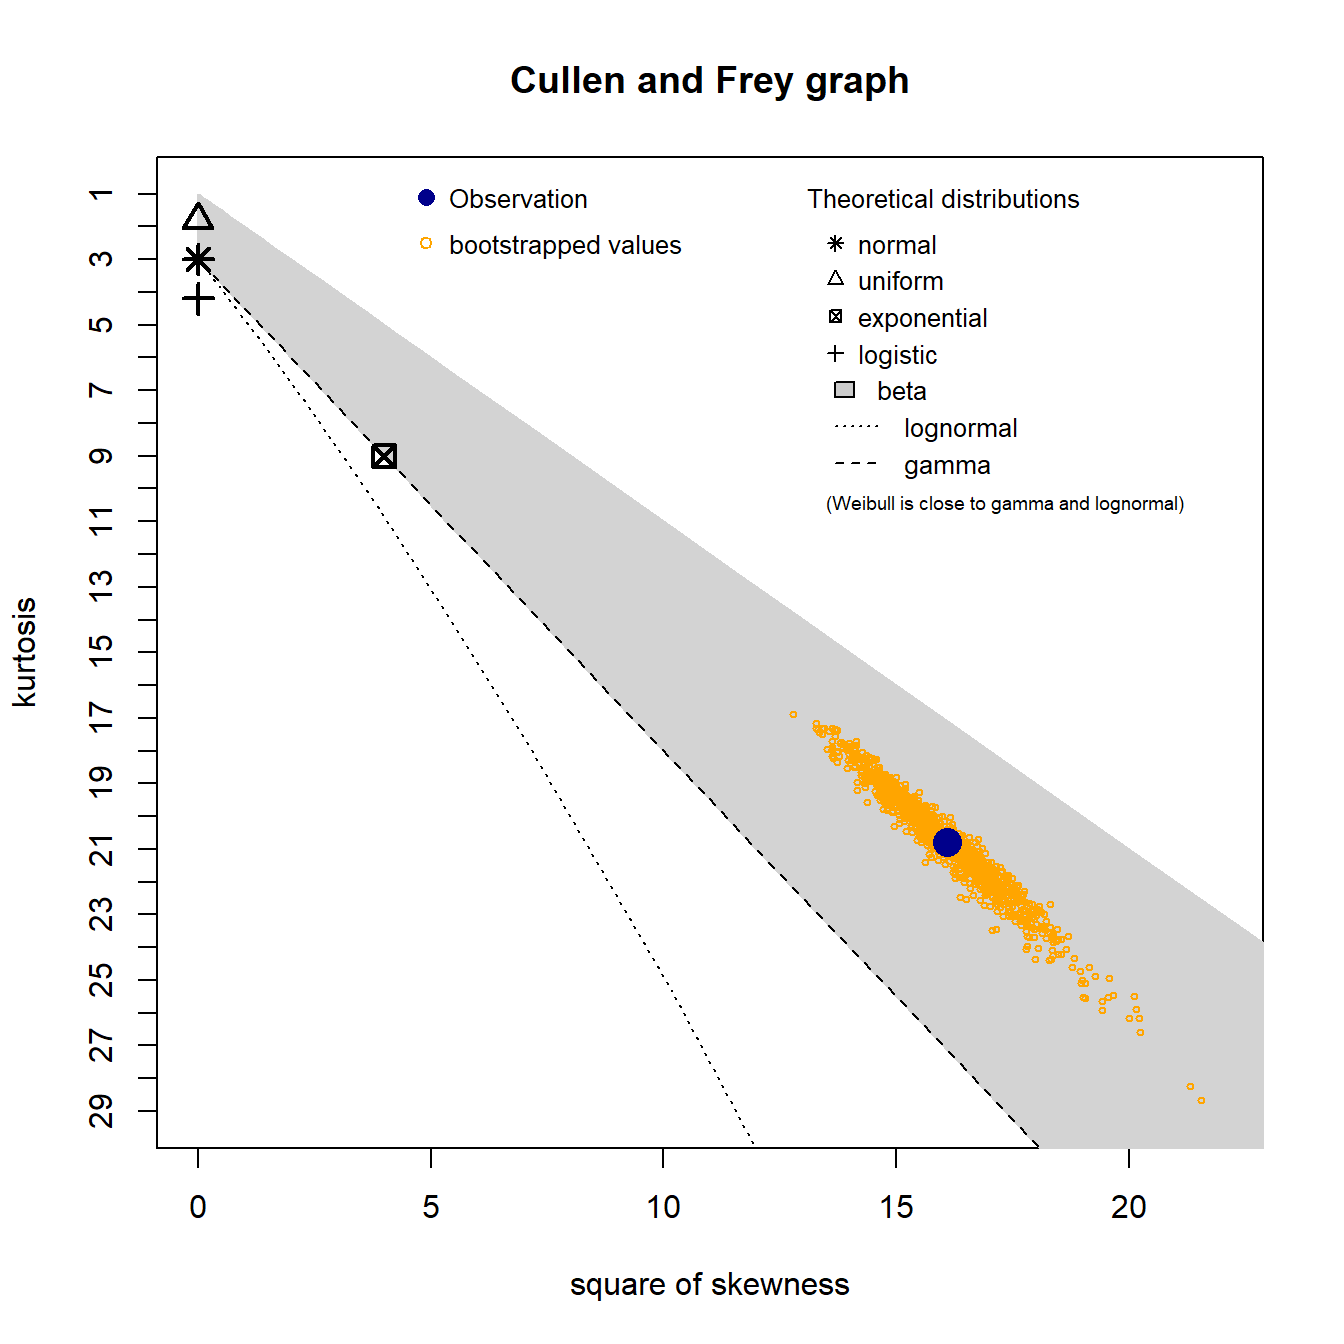 Cullen and Frey graph
Observation
bootstrapped values
Theoretical distributions
normal
uniform
exponential
logistic
beta
lognormal
gamma
(Weibull is close to gamma and lognormal)
kurtosis
1
3
5
7
9
11
13
15
17
19
21
23
25
27
29
0 5 10 15 20
square of skewness